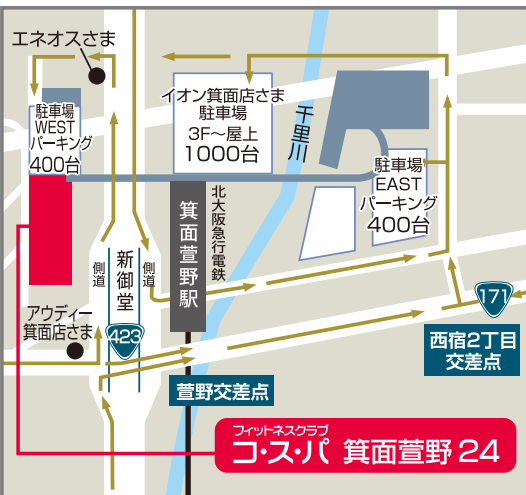 エネオスさま
駐車場
WEST
パーキング
400台
イオン箕面店さま
駐車場
3F〜屋上
1000台
千里川
駐車場
EAST
パーキング
400台
箕面萱野駅
北大阪急行電鉄
側道
新御堂
側道
423
アウディー
箕面店さま
171
西宿2丁目
交差点
萱野交差点
フィットネスクラブ
コ・ス・パ 箕面萱野 24